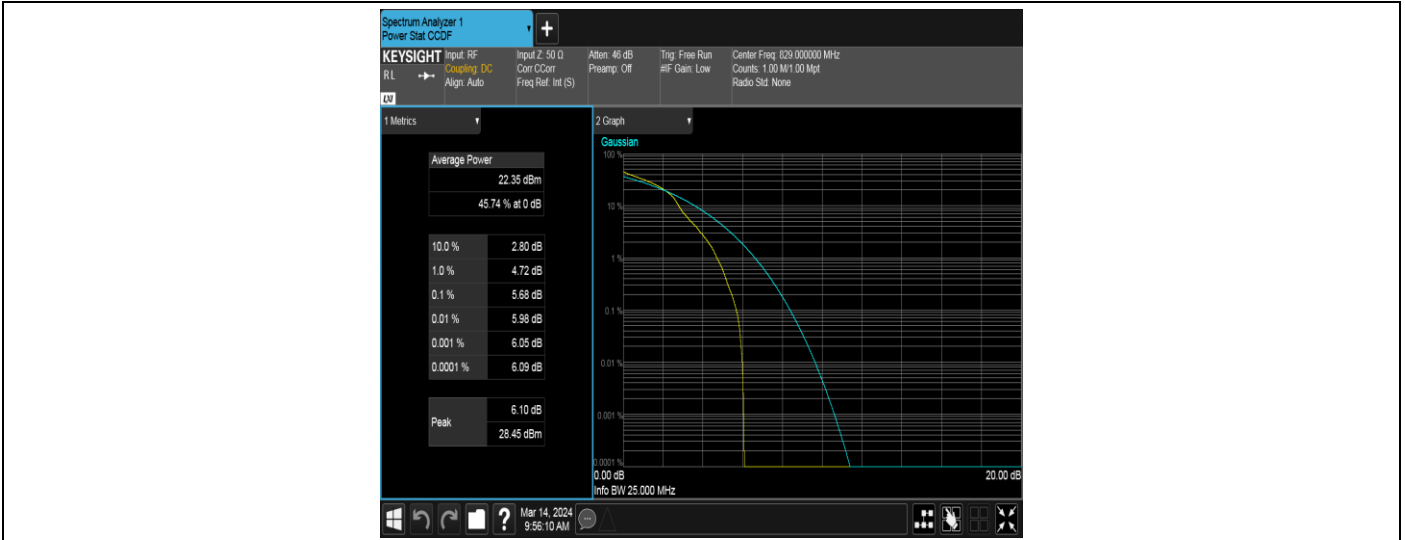 Spectrum Analyzer 1
Power Stat CCDF
+
KEYSIGHT
RL
LXI
Input: RF
Coupling: DC
Align: Auto
Input Z: 50 Ω
Corr CCorr
Freq Ref: Int (S)
Atten: 46 dB
Preamp: Off
Trig: Free Run
#IF Gain: Low
Center Freq: 829.000000 MHz
Counts: 1.00 M/1.00 Mpt
Radio Std: None
1 Metrics
Average Power
22.35 dBm
45.74 % at 0 dB
10.0 % 2.80 dB
1.0 % 4.72 dB
0.1 % 5.68 dB
0.01 % 5.98 dB
0.001 % 6.05 dB
0.0001 % 6.09 dB
Peak
6.10 dB
28.45 dBm
2 Graph
Gaussian
100 %
10 %
1 %
0.1 %
0.01 %
0.001 %
0.0001 %
0.00 dB
20.00 dB
Info BW 25.000 MHz
?
Mar 14, 2024
9:56:10 AM